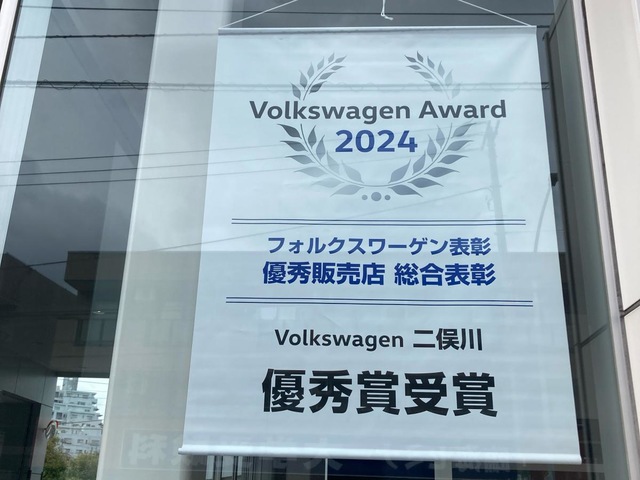 Volkswagen Award
2024
フォルクスワーゲン表彰
優秀販売店 総合表彰
Volkswagen 二俣川
優秀賞受賞